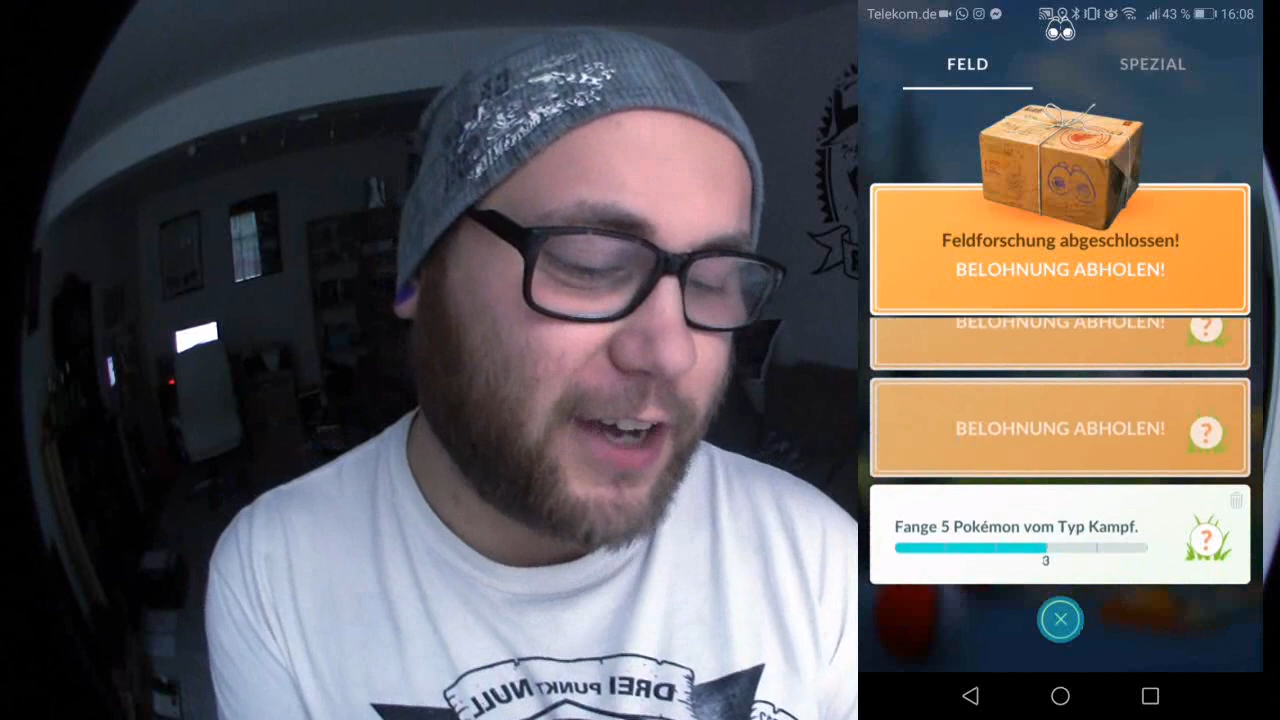 Telekom.de 43 % 16:08
FELD SPEZIAL
Feldforschung abgeschlossen!
BELOHNUNG ABHOLEN!
BELOHNUNG ABHOLEN!
?
BELOHNUNG ABHOLEN!
?
Fange 5 Pokémon vom Typ Kampf.
?
3
DREI PUNKT NULL